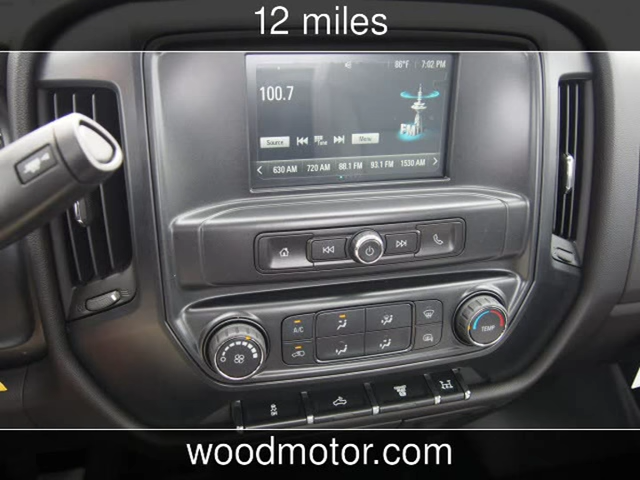 12 miles
86°F 7:02 PM
100.7
FM
Source Tune Menu
630 AM 720 AM 88.1 FM 93.1 FM 1530 AM
A/C
TEMP
woodmotor.com